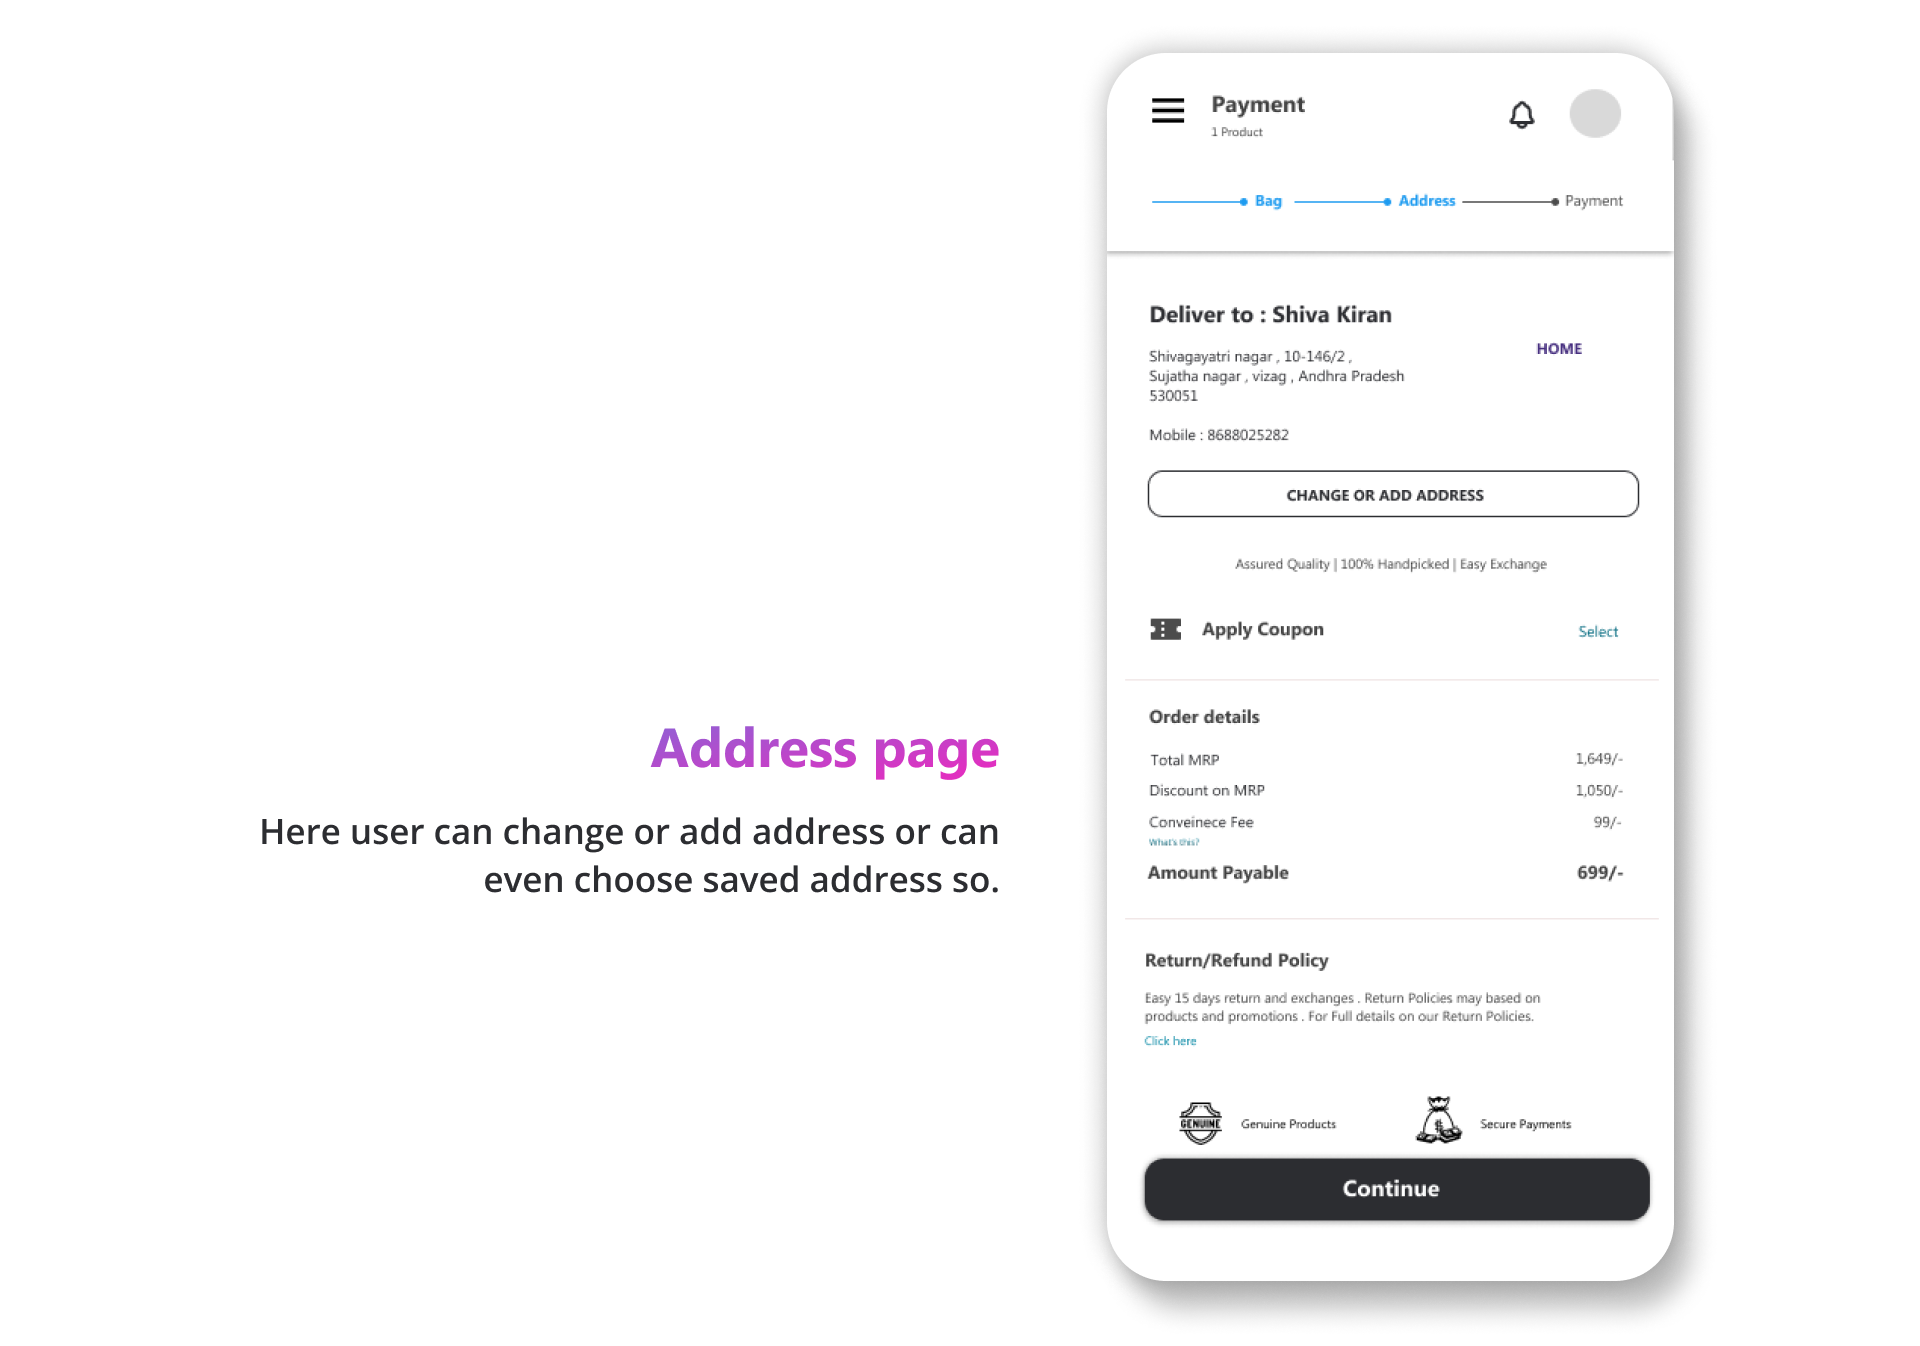 Address page
Here user can change or add address or can
even choose saved address so.
Payment
1 Product
Bag
Address
Payment
Deliver to : Shiva Kiran
HOME
Shivagayatri nagar , 10-146/2 ,
Sujatha nagar , vizag , Andhra Pradesh
530051
Mobile : 8688025282
CHANGE OR ADD ADDRESS
Assured Quality | 100% Handpicked | Easy Exchange
Apply Coupon
Select
Order details
Total MRP 1,649/-
Discount on MRP 1,050/-
Conveinece Fee 99/-
What's this?
Amount Payable 699/-
Return/Refund Policy
Easy 15 days return and exchanges . Return Policies may based on
products and promotions . For Full details on our Return Policies.
Click here
GENUINE
Genuine Products
$
Secure Payments
Continue